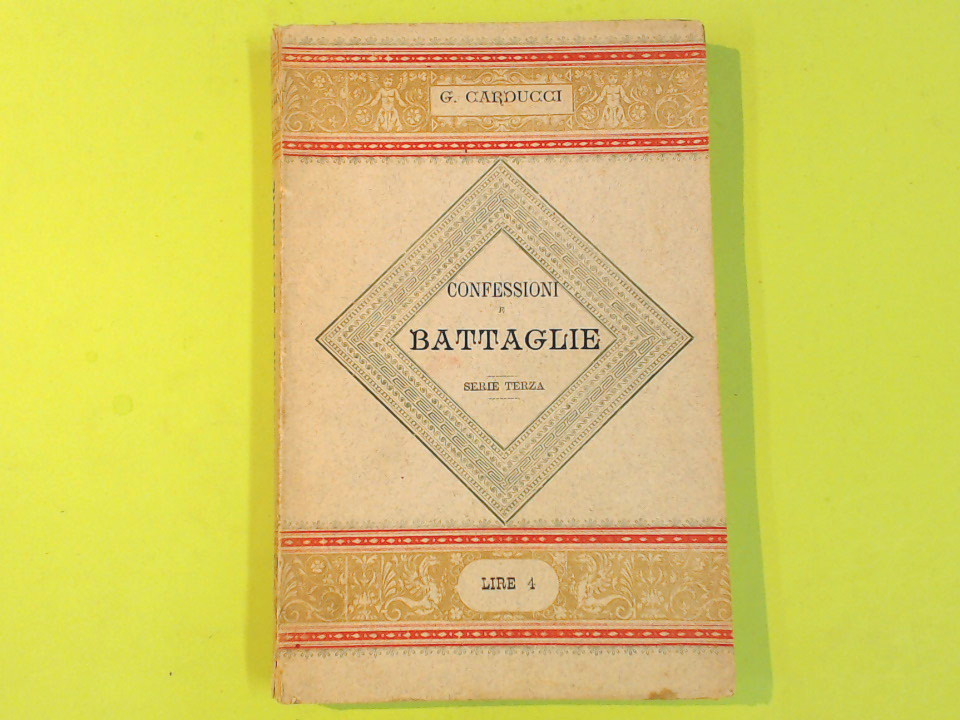 G. CARDUCCI
CONFESSIONI
E
BATTAGLIE
SERIE TERZA
LIRE 4